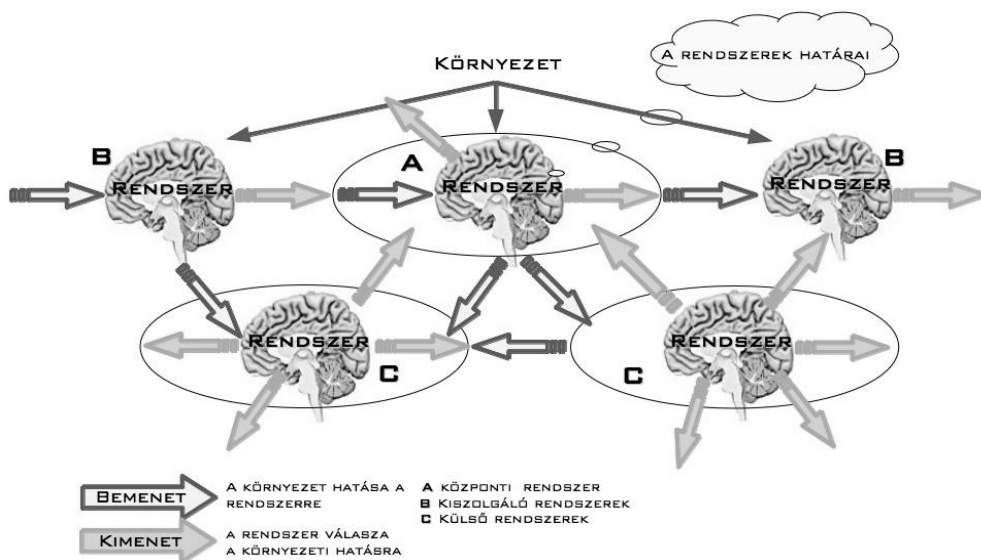 A RENDSZEREK HATÁRAI
KÖRNYEZET
B
RENDSZER
A
RENDSZER
B
RENDSZER
RENDSZER
C
RENDSZER
C
BEMENET
A KÖRNYEZET HATÁSA A
RENDSZERRE
KIMENET
A RENDSZER VÁLASZA
A KÖRNYEZETI HATÁSRA
A KÖZPONTI RENDSZER
B KISZOLGÁLÓ RENDSZEREK
C KÜLSŐ RENDSZEREK